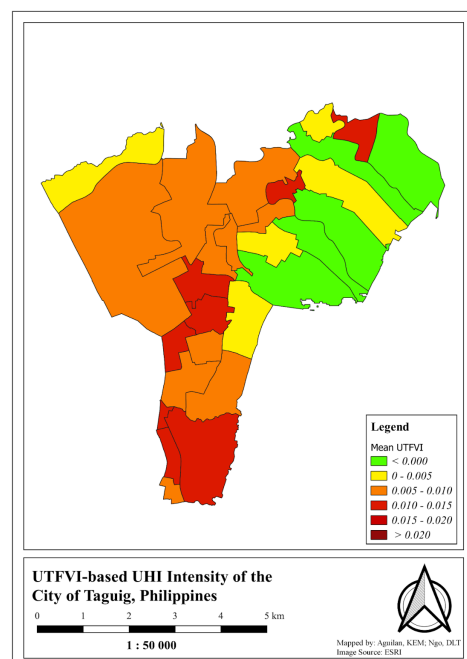 Legend
Mean UTFVI
< 0.000
0 - 0.005
0.005 - 0.010
0.010 - 0.015
0.015 - 0.020
> 0.020
UTFVI-based UHI Intensity of the
City of Taguig, Philippines
0 1 2 3 4 5 km
1 : 50 000
Mapped by: Aguilan, KEM; Ngo, DLT
Image Source: ESRI